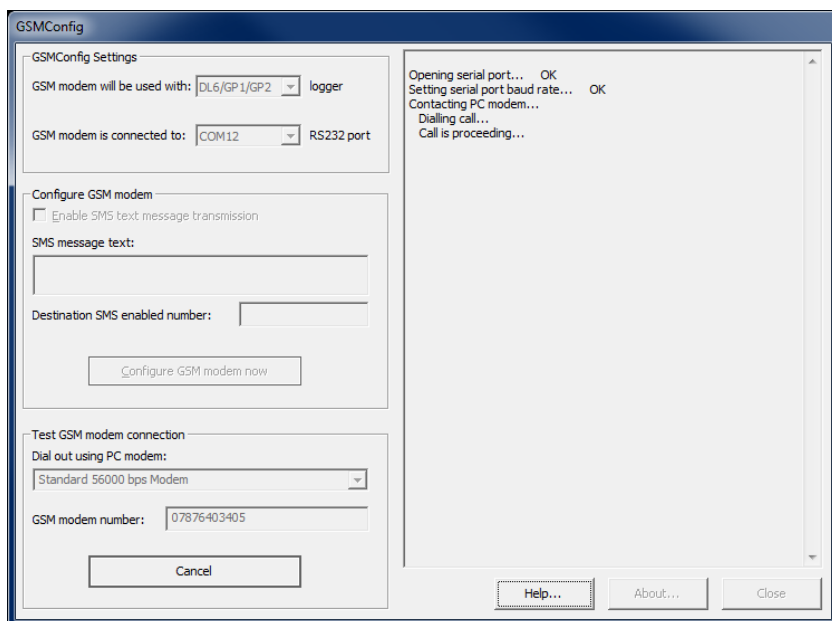 GSMConfig
GSMConfig Settings
GSM modem will be used with: DL6/GP1/GP2 logger
GSM modem is connected to: COM12 RS232 port
Configure GSM modem
Enable SMS text message transmission
SMS message text:
Destination SMS enabled number:
Configure GSM modem now
Test GSM modem connection
Dial out using PC modem:
Standard 56000 bps Modem
GSM modem number: 07876403405
Cancel
Opening serial port... OK
Setting serial port baud rate... OK
Contacting PC modem...
Dialling call...
Call is proceeding...
Help... About... Close